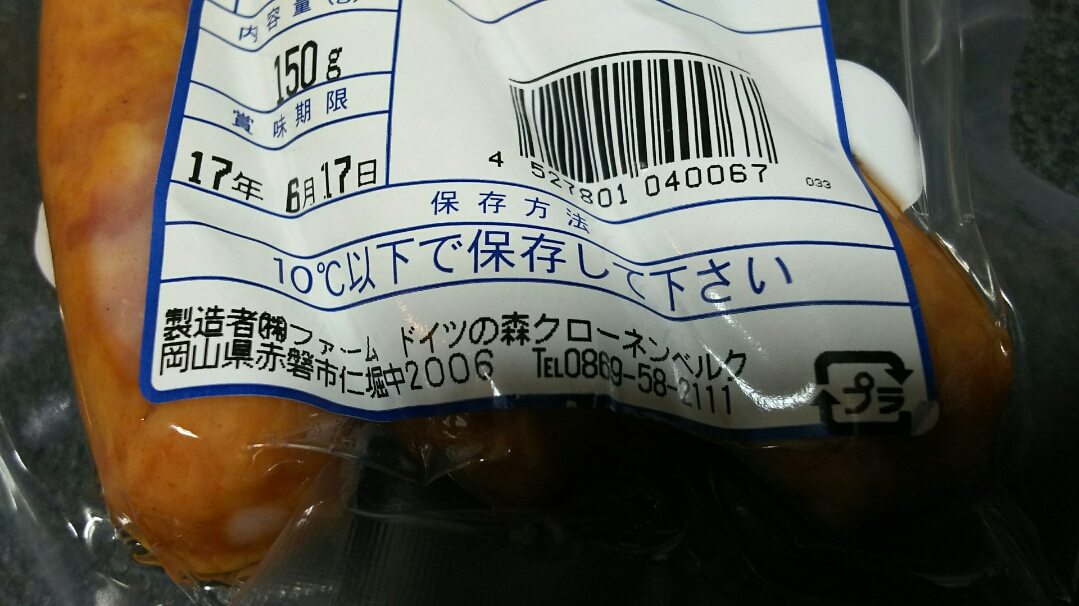 内容量(g)
150g
賞味期限
17年 6月17日
4 527801 040067
033
保存方法
10℃以下で保存して下さい
製造者㈱ファーム ドイツの森クローネンベルク
岡山県赤磐市仁堀中2006 TEL0869-58-2111
プラ